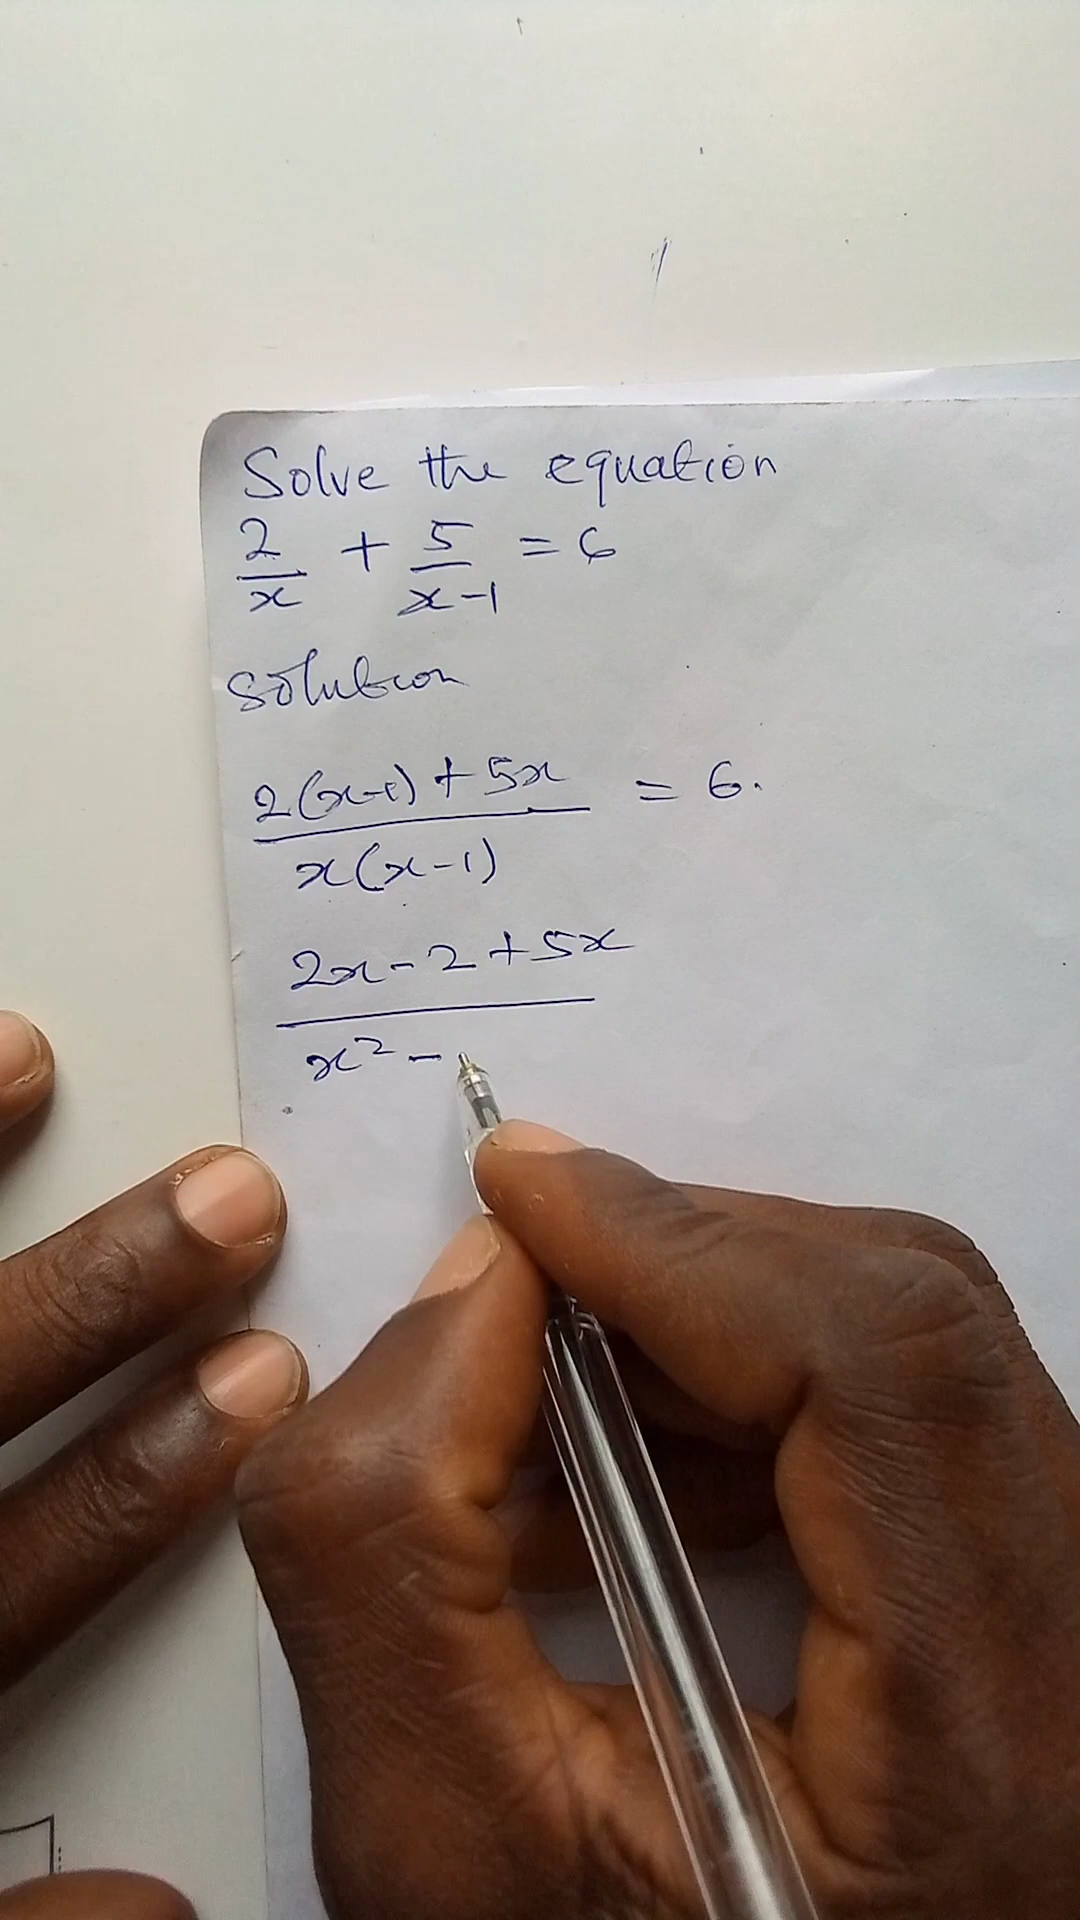 Solve the equation
2/x + 5/x-1 = 6
Solution
2(x-1) + 5x / x(x-1) = 6.
2x - 2 + 5x / x² -